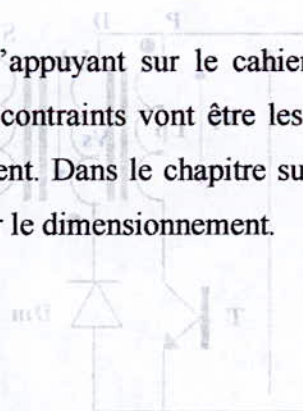 'appuyant sur le cahier
contraints vont être les
ent. Dans le chapitre su
r le dimensionnement.